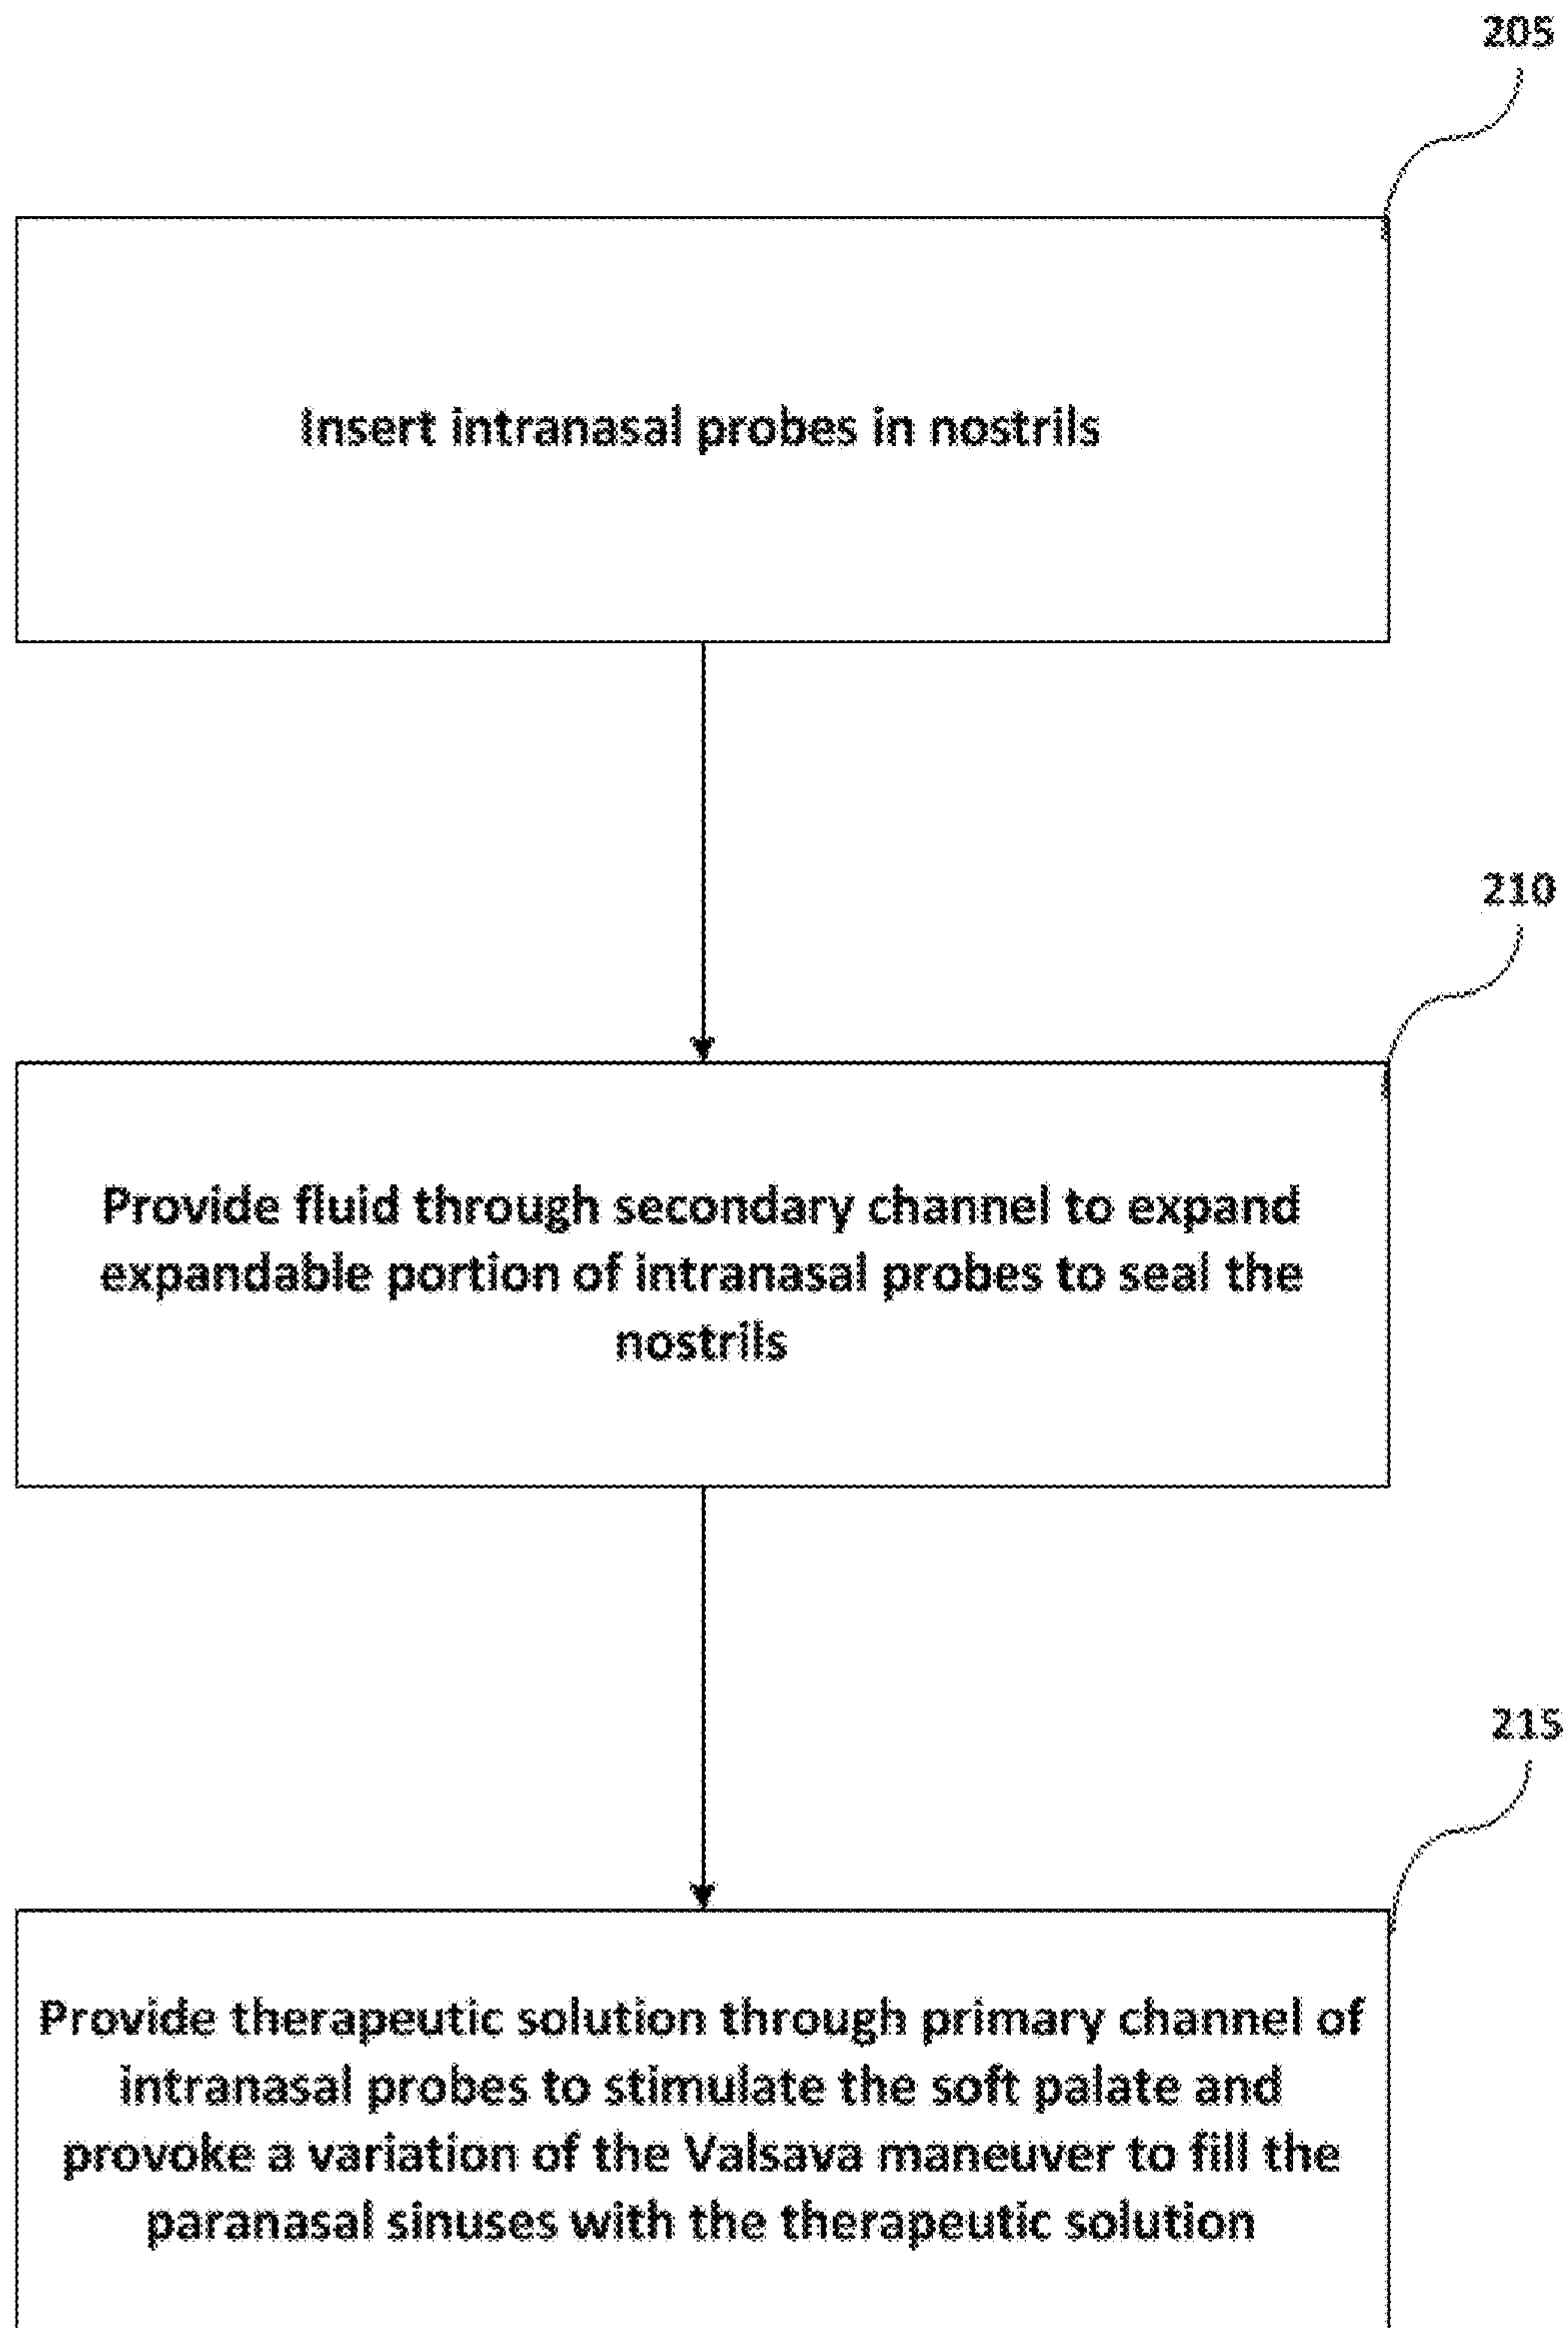 205
Insert intranasal probes in nostrils
210
Provide fluid through secondary channel to expand
expandable portion of intranasal probes to seal the
nostrils
215
Provide therapeutic solution through primary channel of
intranasal probes to stimulate the soft palate and
provoke a variation of the Valsava maneuver to fill the
paranasal sinuses with the therapeutic solution